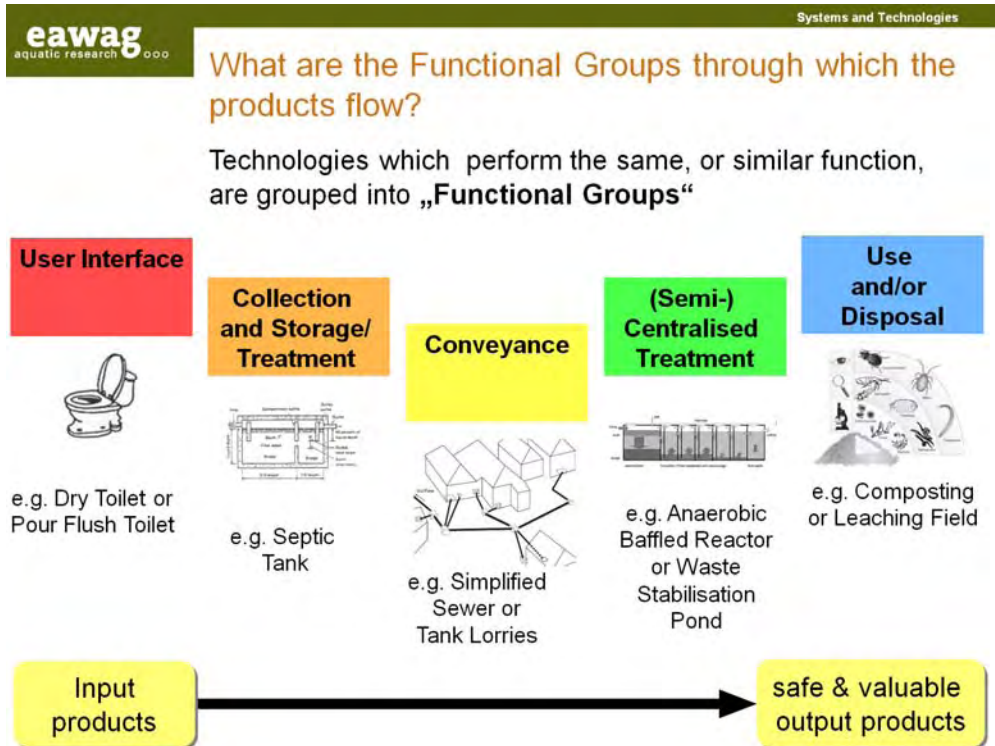 Systems and Technologies
eawag
aquatic research ooo
What are the Functional Groups through which the
products flow?
Technologies which perform the same, or similar function,
are grouped into „Functional Groups“
User Interface
e.g. Dry Toilet or
Pour Flush Toilet
Collection
and Storage/
Treatment
e.g. Septic
Tank
Conveyance
e.g. Simplified
Sewer or
Tank Lorries
(Semi-)
Centralised
Treatment
e.g. Anaerobic
Baffled Reactor
or Waste
Stabilisation
Pond
Use
and/or
Disposal
e.g. Composting
or Leaching Field
Input
products
safe & valuable
output products